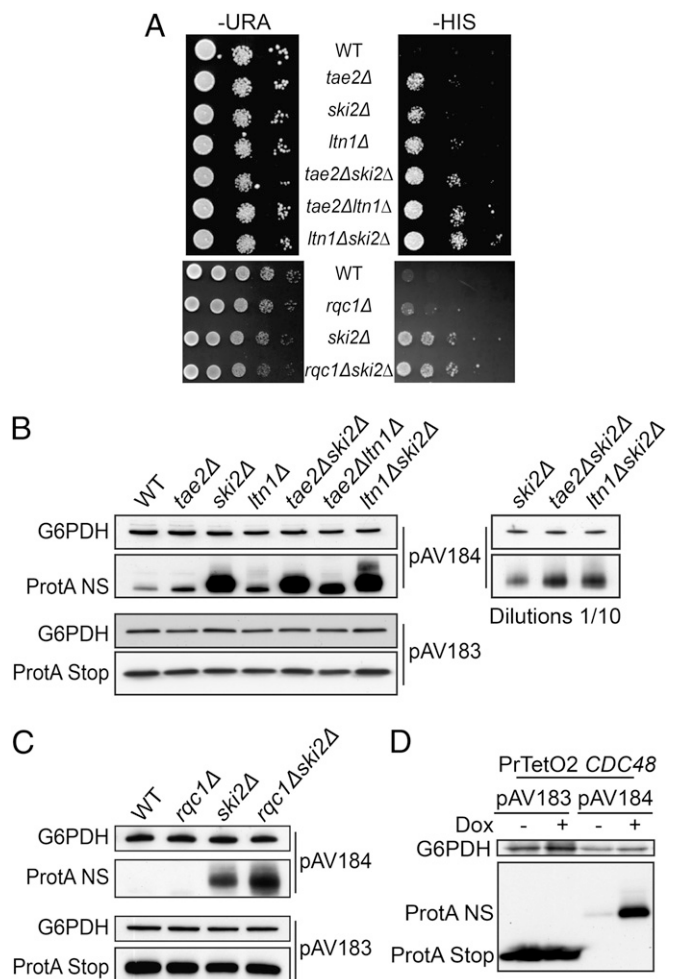 A
-URA -HIS
WT
tae2Δ
ski2Δ
ltn1Δ
tae2Δski2Δ
tae2Δltn1Δ
ltn1Δski2Δ
WT
rqc1Δ
ski2Δ
rqc1Δski2Δ
B
WT tae2Δ ski2Δ ltn1Δ tae2Δski2Δ tae2Δltn1Δ ltn1Δski2Δ
G6PDH
ProtA NS
pAV184
G6PDH
ProtA Stop
pAV183
ski2Δ tae2Δski2Δ ltn1Δski2Δ
Dilutions 1/10
C
WT rqc1Δ ski2Δ rqc1Δski2Δ
G6PDH
ProtA NS
pAV184
G6PDH
ProtA Stop
pAV183
D
PrTetO2 CDC48
pAV183 pAV184
Dox - + - +
G6PDH
ProtA NS
ProtA Stop